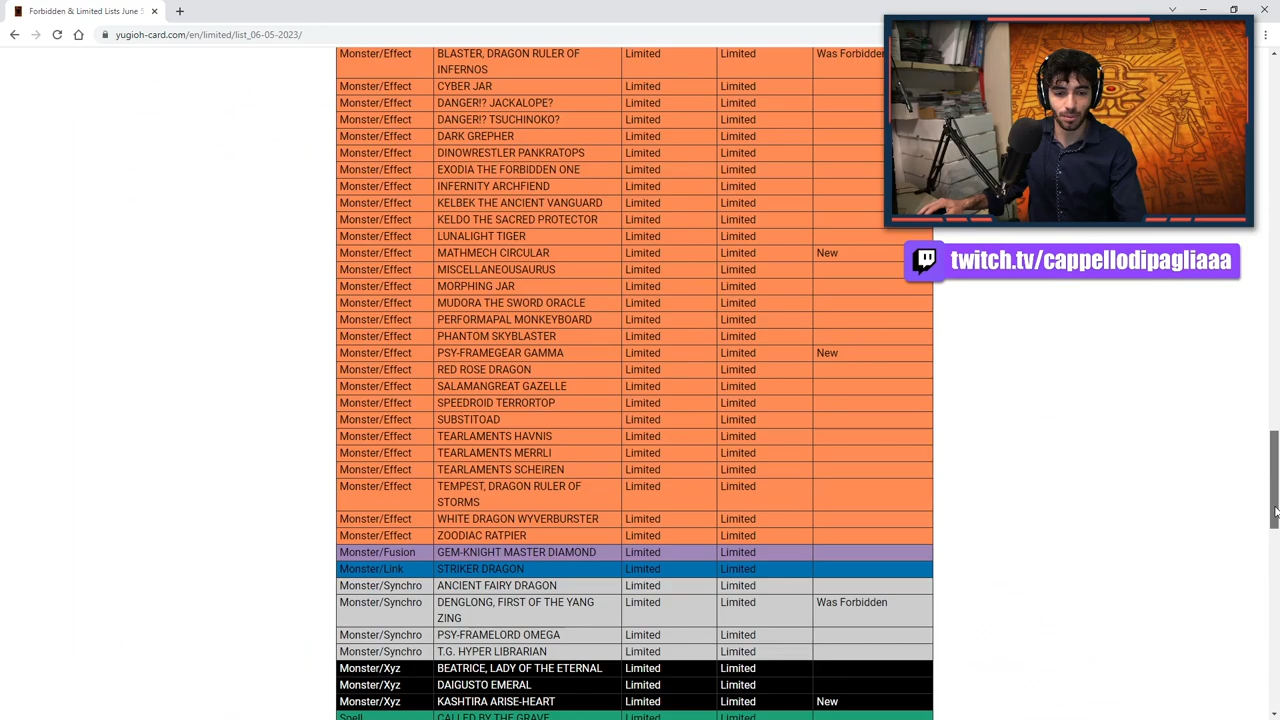 Forbidden & Limited Lists June 5
yugioh-card.com/en/limited/list_06-05-2023/
Monster/Effect BLASTER, DRAGON RULER OF INFERNOS Limited Limited Was Forbidden
Monster/Effect CYBER JAR Limited Limited
Monster/Effect DANGER!? JACKALOPE? Limited Limited
Monster/Effect DANGER!? TSUCHINOKO? Limited Limited
Monster/Effect DARK GREPHER Limited Limited
Monster/Effect DINOWRESTLER PANKRATOPS Limited Limited
Monster/Effect EXODIA THE FORBIDDEN ONE Limited Limited
Monster/Effect INFERNITY ARCHFIEND Limited Limited
Monster/Effect KELBEK THE ANCIENT VANGUARD Limited Limited
Monster/Effect KELDO THE SACRED PROTECTOR Limited Limited
Monster/Effect LUNALIGHT TIGER Limited Limited
Monster/Effect MATHMECH CIRCULAR Limited Limited New
twitch.tv/cappellodipagliaaa
Monster/Effect MISCELLANEOUSAURUS Limited Limited
Monster/Effect MORPHING JAR Limited Limited
Monster/Effect MUDORA THE SWORD ORACLE Limited Limited
Monster/Effect PERFORMAPAL MONKEYBOARD Limited Limited
Monster/Effect PHANTOM SKYBLASTER Limited Limited
Monster/Effect PSY-FRAMEGEAR GAMMA Limited Limited New
Monster/Effect RED ROSE DRAGON Limited Limited
Monster/Effect SALAMANGREAT GAZELLE Limited Limited
Monster/Effect SPEEDROID TERRORTOP Limited Limited
Monster/Effect SUBSTITOAD Limited Limited
Monster/Effect TEARLAMENTS HAVNIS Limited Limited
Monster/Effect TEARLAMENTS MERRLI Limited Limited
Monster/Effect TEARLAMENTS SCHEIREN Limited Limited
Monster/Effect TEMPEST, DRAGON RULER OF STORMS Limited Limited
Monster/Effect WHITE DRAGON WYVERBURSTER Limited Limited
Monster/Effect ZOODIAC RATPIER Limited Limited
Monster/Fusion GEM-KNIGHT MASTER DIAMOND Limited Limited
Monster/Link STRIKER DRAGON Limited Limited
Monster/Synchro ANCIENT FAIRY DRAGON Limited Limited
Monster/Synchro DENGLONG, FIRST OF THE YANG ZING Limited Limited Was Forbidden
Monster/Synchro PSY-FRAMELORD OMEGA Limited Limited
Monster/Synchro T.G. HYPER LIBRARIAN Limited Limited
Monster/Xyz BEATRICE, LADY OF THE ETERNAL Limited Limited
Monster/Xyz DAIGUSTO EMERAL Limited Limited
Monster/Xyz KASHTIRA ARISE-HEART Limited Limited New
Spell CALLED BY THE GRAVE Limited Limited